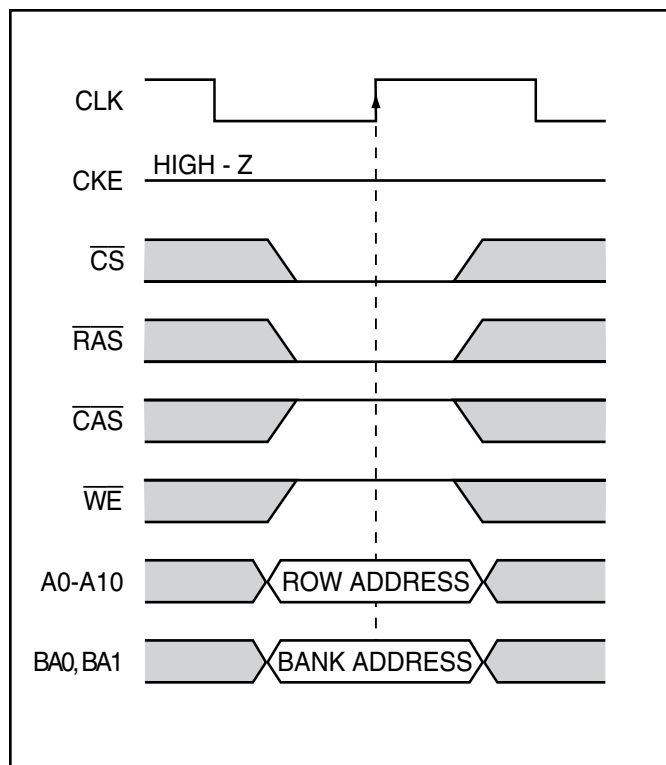 CLK
HIGH - Z
CKE
CS
RAS
CAS
WE
A0-A10 ROW ADDRESS
BA0, BA1 BANK ADDRESS